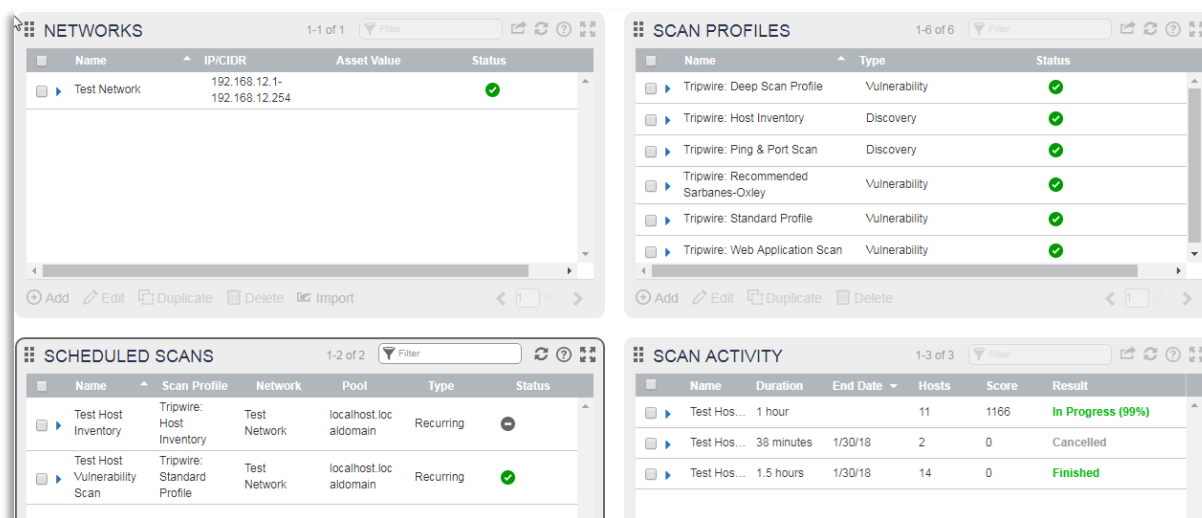 NETWORKS 1-1 of 1 Filter
Name IP/CIDR Asset Value Status
Test Network 192.168.12.1-
192.168.12.254
Add Edit Duplicate Delete Import 1 of 1
SCAN PROFILES 1-6 of 6 Filter
Name Type Status
Tripwire: Deep Scan Profile Vulnerability
Tripwire: Host Inventory Discovery
Tripwire: Ping & Port Scan Discovery
Tripwire: Recommended
Sarbanes-Oxley Vulnerability
Tripwire: Standard Profile Vulnerability
Tripwire: Web Application Scan Vulnerability
Add Edit Duplicate Delete 1 of 1
SCHEDULED SCANS 1-2 of 2 Filter
Name Scan Profile Network Pool Type Status
Test Host
Inventory
Tripwire:
Host
Inventory
Test
Network
localhost.loc
aldomain
Recurring
Test Host
Vulnerability
Scan
Tripwire:
Standard
Profile
Test
Network
localhost.loc
aldomain
Recurring
SCAN ACTIVITY 1-3 of 3 Filter
Name Duration End Date Hosts Score Result
Test Hos... 1 hour 11 1166 In Progress (99%)
Test Hos... 38 minutes 1/30/18 2 0 Cancelled
Test Hos... 1.5 hours 1/30/18 14 0 Finished